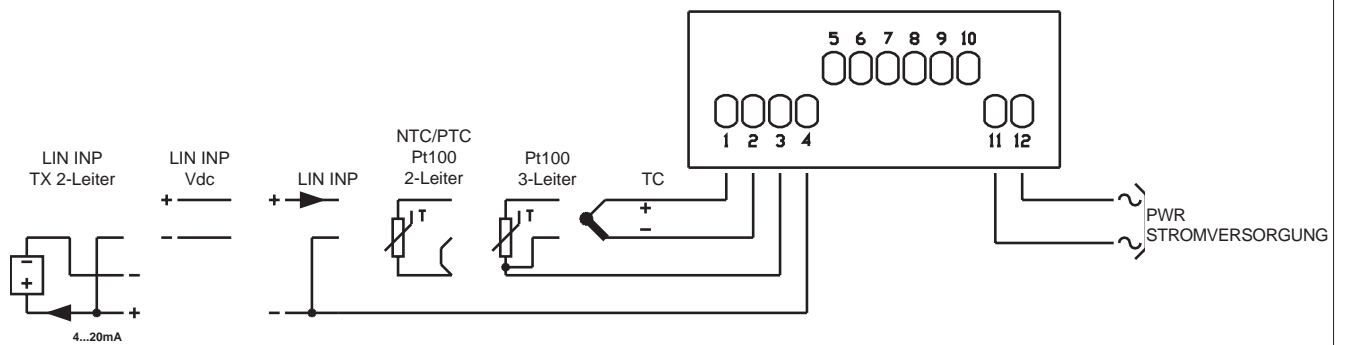 5 6 7 8 9 10
1 2 3 4
11 12
LIN INP
TX 2-Leiter
LIN INP
Vdc
LIN INP
NTC/PTC
Pt100
2-Leiter
Pt100
3-Leiter
TC
+ –
+
T
T
+
–
–
+
–
+
–
4...20mA
–
PWR
STROMVERSORGUNG